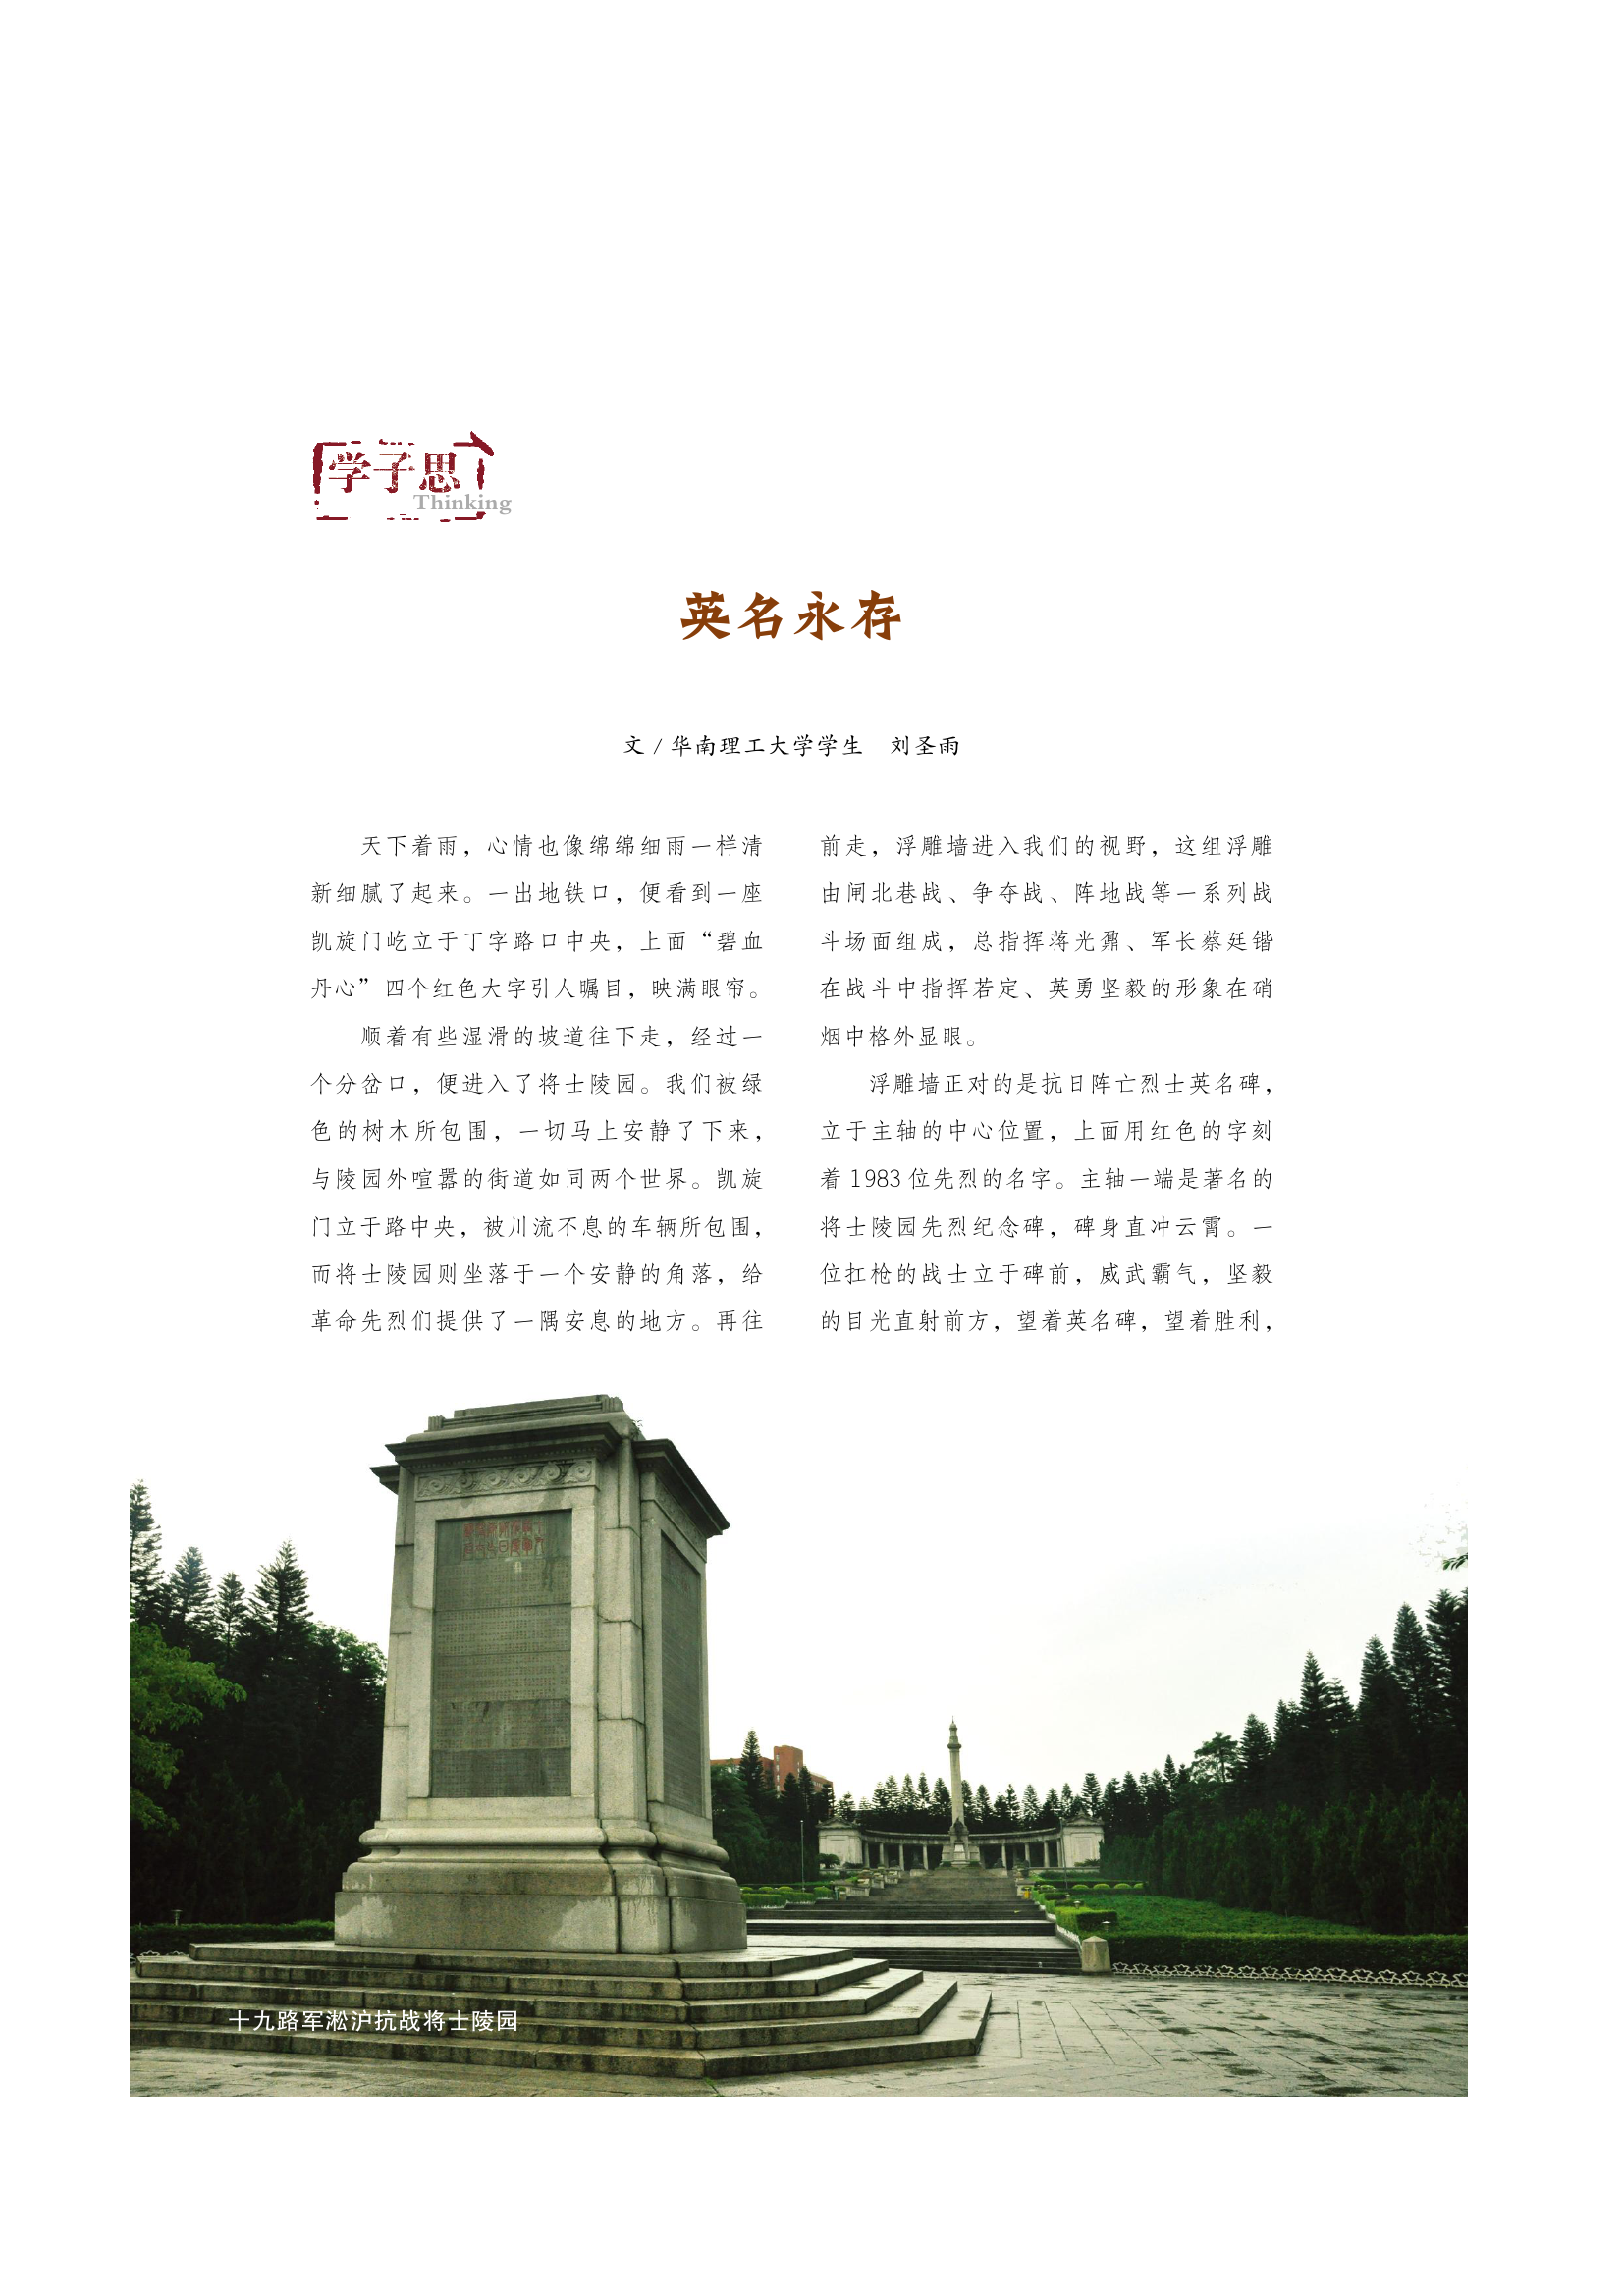 学子思
Thinking
英名永存
文 / 华南理工大学学生　刘圣雨
天下着雨，心情也像绵绵细雨一样清
新细腻了起来。一出地铁口，便看到一座
凯旋门屹立于丁字路口中央，上面“碧血
丹心”四个红色大字引人瞩目，映满眼帘。
顺着有些湿滑的坡道往下走，经过一
个分岔口，便进入了将士陵园。我们被绿
色的树木所包围，一切马上安静了下来，
与陵园外喧嚣的街道如同两个世界。凯旋
门立于路中央，被川流不息的车辆所包围，
而将士陵园则坐落于一个安静的角落，给
革命先烈们提供了一隅安息的地方。再往
前走，浮雕墙进入我们的视野，这组浮雕
由闸北巷战、争夺战、阵地战等一系列战
斗场面组成，总指挥蒋光鼐、军长蔡廷锴
在战斗中指挥若定、英勇坚毅的形象在硝
烟中格外显眼。
浮雕墙正对的是抗日阵亡烈士英名碑，
立于主轴的中心位置，上面用红色的字刻
着 1983 位先烈的名字。主轴一端是著名的
将士陵园先烈纪念碑，碑身直冲云霄。一
位扛枪的战士立于碑前，威武霸气，坚毅
的目光直射前方，望着英名碑，望着胜利，
十九路军淞沪抗战将士陵园